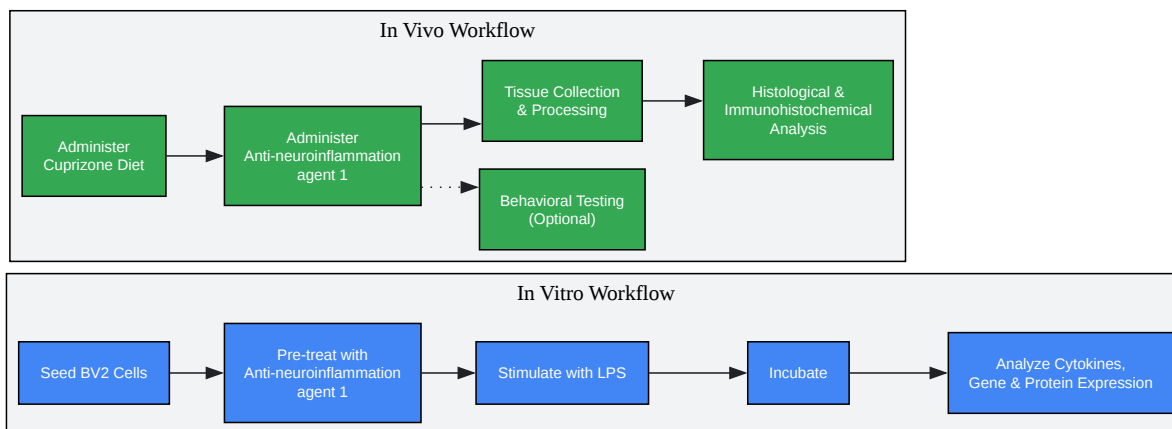 In Vivo Workflow
Administer
Cuprizone Diet
Administer
Anti-neuroinflammation
agent 1
Tissue Collection
& Processing
Histological &
Immunohistochemical
Analysis
Behavioral Testing
(Optional)
In Vitro Workflow
Seed BV2 Cells
Pre-treat with
Anti-neuroinflammation
agent 1
Stimulate with LPS
Incubate
Analyze Cytokines,
Gene & Protein Expression